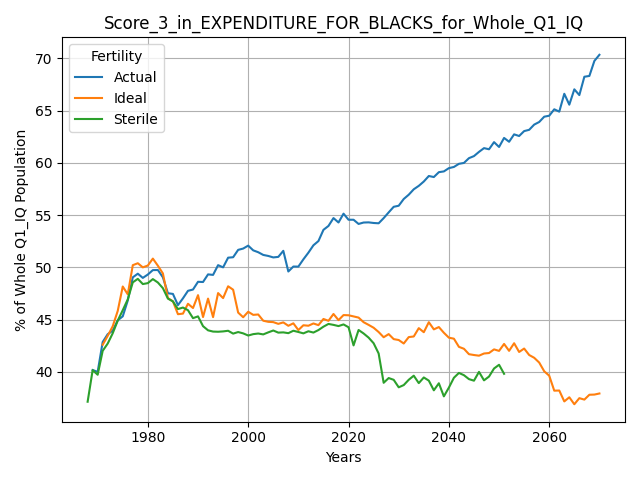 Score_3_in_EXPENDITURE_FOR_BLACKS_for_Whole_Q1_IQ
Fertility
Actual
Ideal
Sterile
% of Whole Q1_IQ Population
70
65
60
55
50
45
40
1980
2000
2020
2040
2060
Years